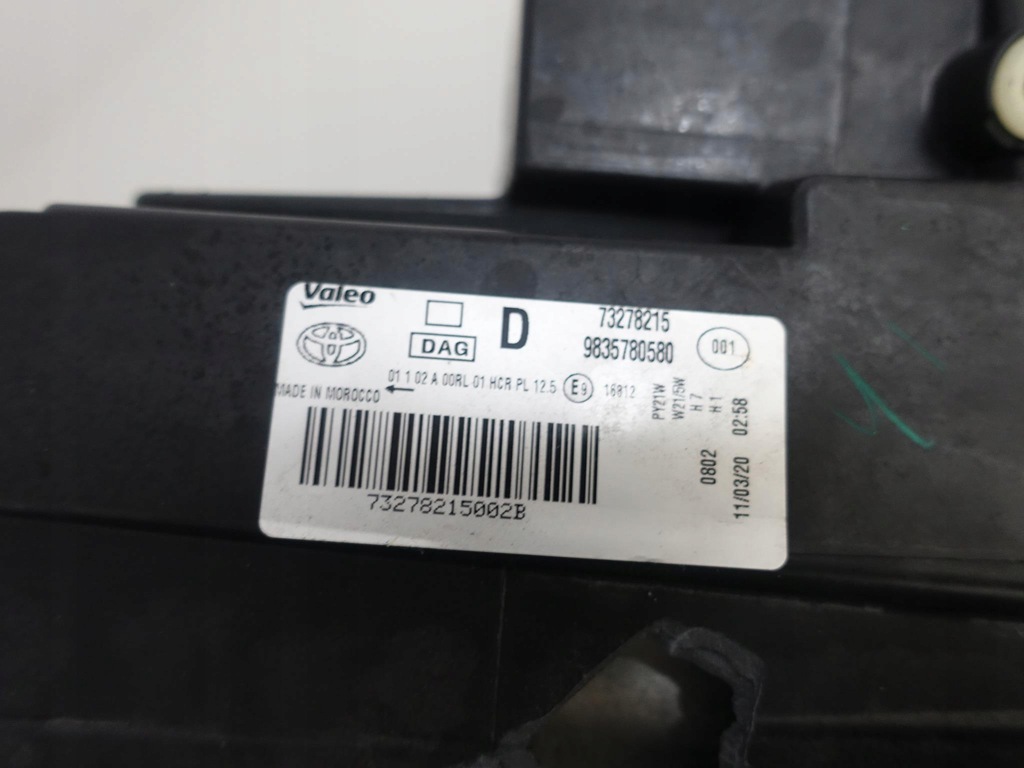 Valeo
D
73278215
DAG
9835780580
001
01 1 02 A 00RL 01 HCR PL 12.5 E9 16812
MADE IN MOROCCO
PY21W
W21/5W
H7
H1
0802
11/03/20 02:58
73278215002B